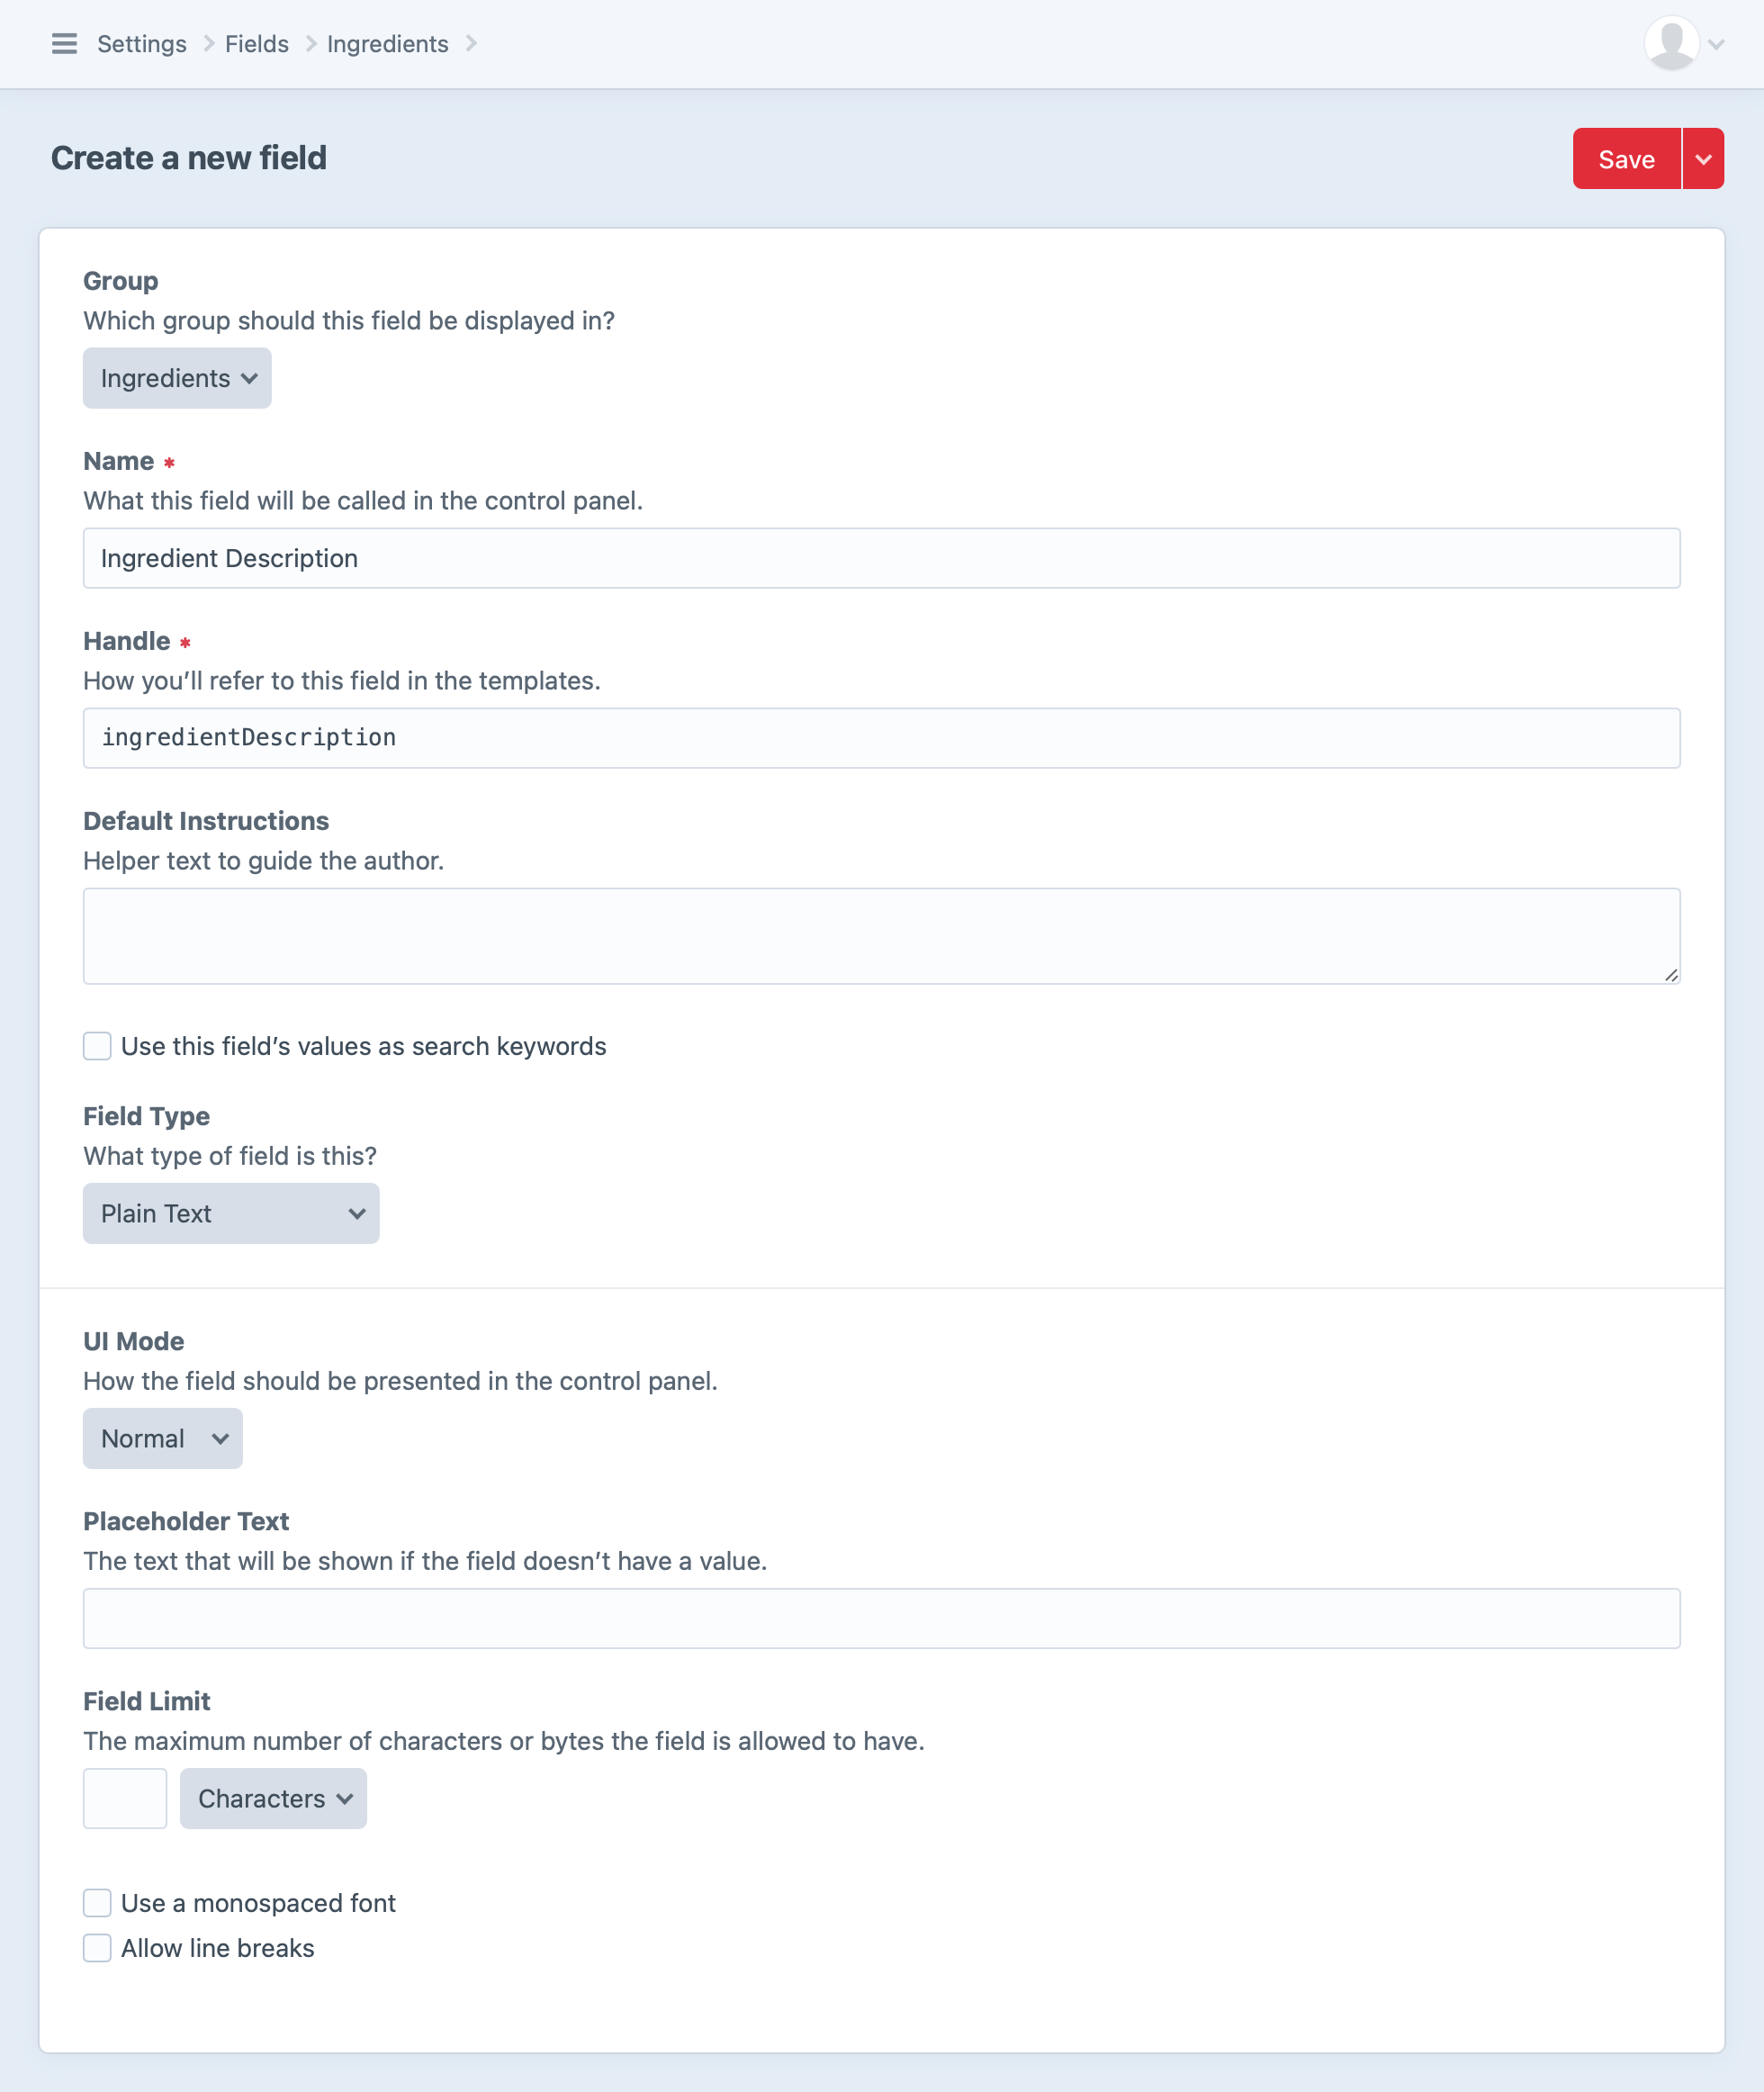 Settings Fields Ingredients
Create a new field
Save
Group
Which group should this field be displayed in?
Ingredients
Name *
What this field will be called in the control panel.
Ingredient Description
Handle *
How you’ll refer to this field in the templates.
ingredientDescription
Default Instructions
Helper text to guide the author.
Use this field’s values as search keywords
Field Type
What type of field is this?
Plain Text
UI Mode
How the field should be presented in the control panel.
Normal
Placeholder Text
The text that will be shown if the field doesn’t have a value.
Field Limit
The maximum number of characters or bytes the field is allowed to have.
Characters
Use a monospaced font
Allow line breaks